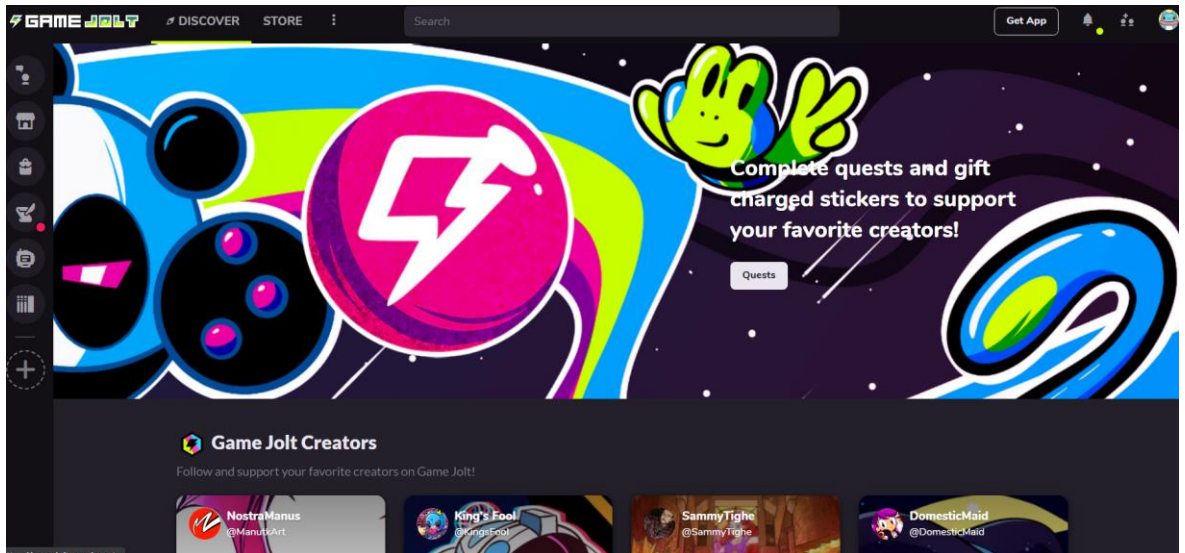 GAME JOLT
DISCOVER
STORE
Search
Get App
Complete quests and gift
charged stickers to support
your favorite creators!
Quests
Game Jolt Creators
Follow and support your favorite creators on Game Jolt!
NostraManus
@ManutkArt
King's Fool
@KingsFool
SammyTighe
@SammyTighe
DomesticMaid
@DomesticMaid